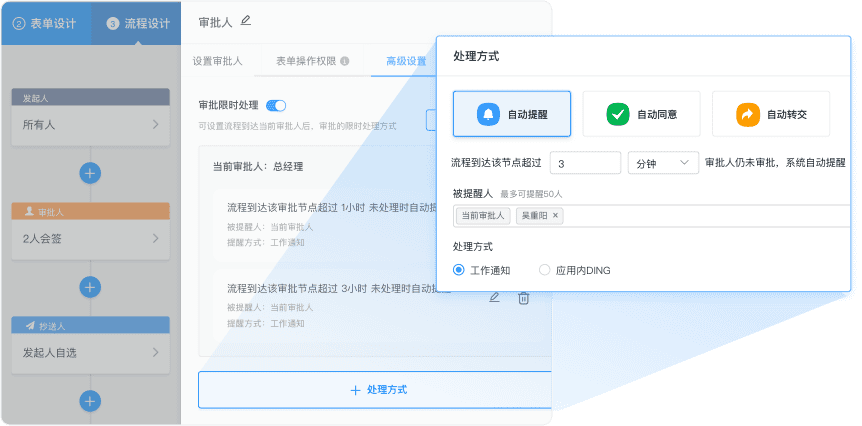 ② 表单设计
③ 流程设计
发起人
所有人
审批人
2人会签
抄送人
发起人自选
审批人
设置审批人
表单操作权限
高级设置
审批限时处理
可设置流程到达当前审批人后，审批的限时处理方式
当前审批人：总经理
流程到达该审批节点超过 1小时 未处理时自动提
被提醒人：当前审批人
提醒方式：工作通知
流程到达该审批节点超过 3小时 未处理时自动
被提醒人：当前审批人
提醒方式：工作通知
处理方式
处理方式
自动提醒
自动同意
自动转交
流程到达该节点超过 3 分钟 审批人仍未审批，系统自动提醒
被提醒人 最多可提醒50人
当前审批人 吴重阳 ×
处理方式
工作通知 应用内DING